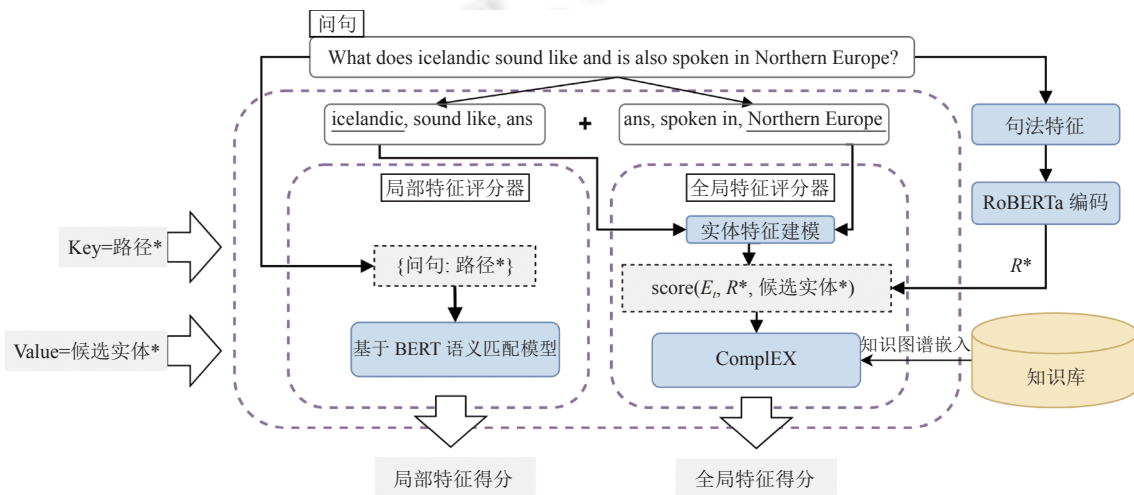 问句
What does icelandic sound like and is also spoken in Northern Europe?
icelandic, sound like, ans
+
ans, spoken in, Northern Europe
句法特征
局部特征评分器
全局特征评分器
RoBERTa 编码
Key=路径*
实体特征建模
{问句: 路径*}
score(Et, R*, 候选实体*)
R*
Value=候选实体*
基于 BERT 语义匹配模型
ComplEX
知识图谱嵌入
知识库
局部特征得分
全局特征得分